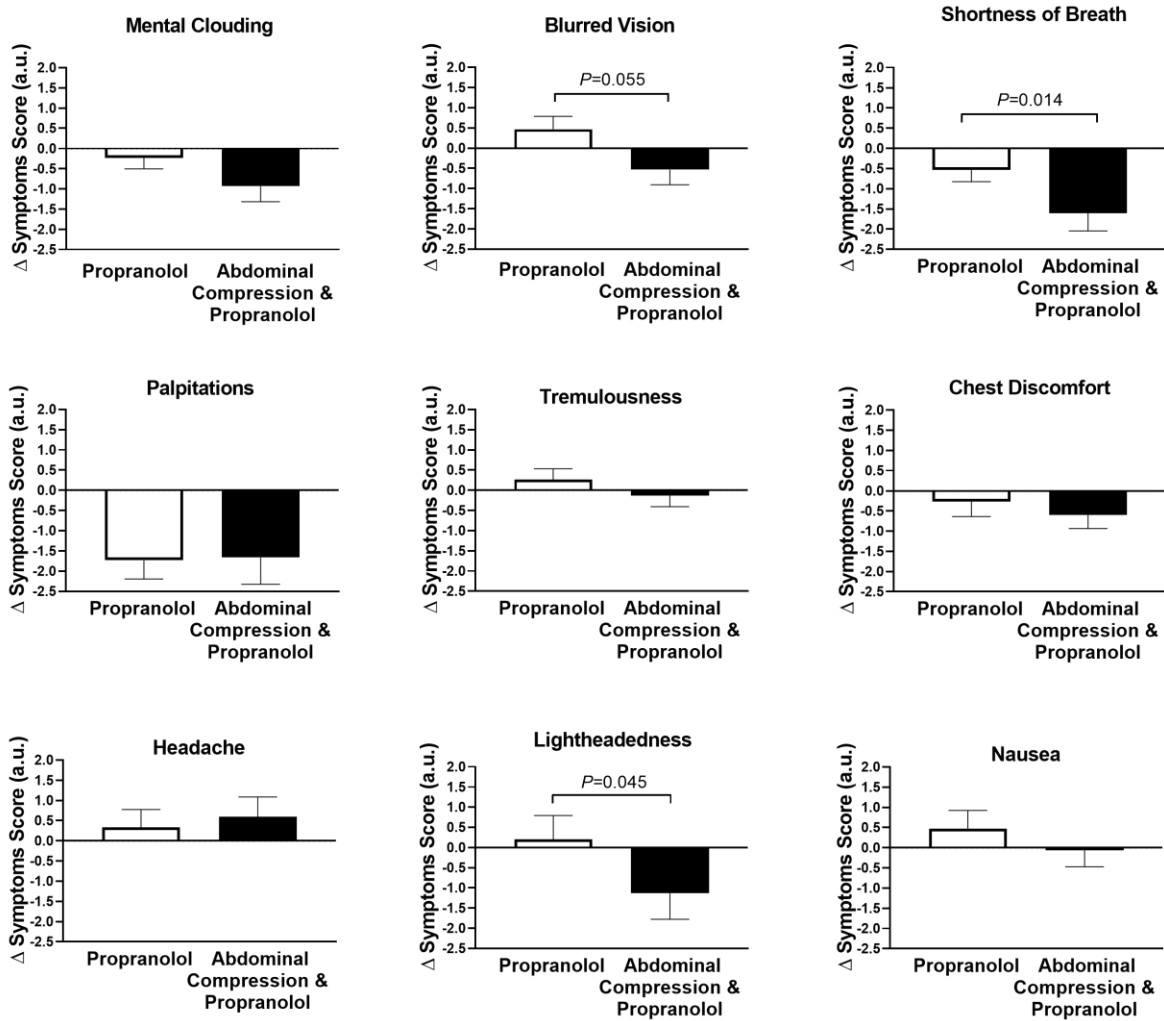 Mental Clouding
Δ Symptoms Score (a.u.)
2.0
1.5
1.0
0.5
0.0
-0.5
-1.0
-1.5
-2.0
-2.5
Propranolol
Abdominal
Compression &
Propranolol
Blurred Vision
Δ Symptoms Score (a.u.)
2.0
1.5
1.0
0.5
0.0
-0.5
-1.0
-1.5
-2.0
-2.5
P=0.055
Propranolol
Abdominal
Compression &
Propranolol
Shortness of Breath
Δ Symptoms Score (a.u.)
2.0
1.5
1.0
0.5
0.0
-0.5
-1.0
-1.5
-2.0
-2.5
P=0.014
Propranolol
Abdominal
Compression &
Propranolol
Palpitations
Δ Symptoms Score (a.u.)
2.0
1.5
1.0
0.5
0.0
-0.5
-1.0
-1.5
-2.0
-2.5
Propranolol
Abdominal
Compression &
Propranolol
Tremulousness
Δ Symptoms Score (a.u.)
2.0
1.5
1.0
0.5
0.0
-0.5
-1.0
-1.5
-2.0
-2.5
Propranolol
Abdominal
Compression &
Propranolol
Chest Discomfort
Δ Symptoms Score (a.u.)
2.0
1.5
1.0
0.5
0.0
-0.5
-1.0
-1.5
-2.0
-2.5
Propranolol
Abdominal
Compression &
Propranolol
Headache
Δ Symptoms Score (a.u.)
2.0
1.5
1.0
0.5
0.0
-0.5
-1.0
-1.5
-2.0
-2.5
Propranolol
Abdominal
Compression &
Propranolol
Lightheadedness
Δ Symptoms Score (a.u.)
2.0
1.5
1.0
0.5
0.0
-0.5
-1.0
-1.5
-2.0
-2.5
P=0.045
Propranolol
Abdominal
Compression &
Propranolol
Nausea
Δ Symptoms Score (a.u.)
2.0
1.5
1.0
0.5
0.0
-0.5
-1.0
-1.5
-2.0
-2.5
Propranolol
Abdominal
Compression &
Propranolol